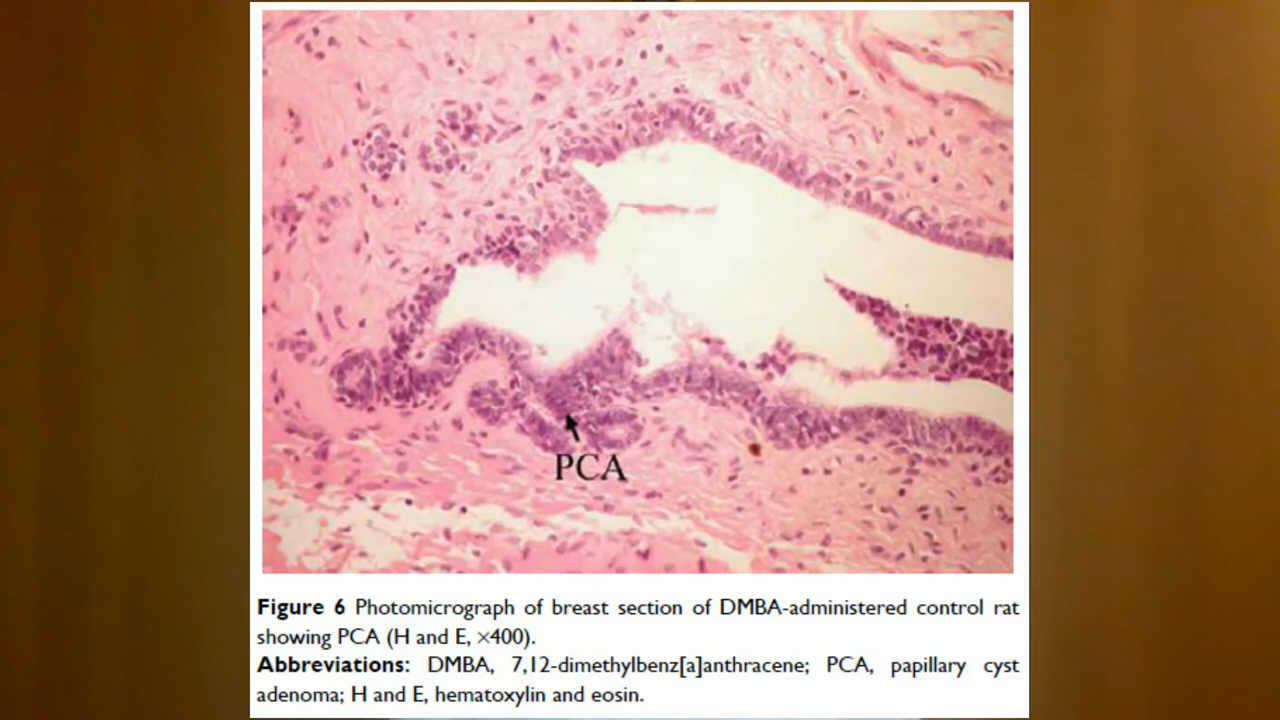 PCA
Figure 6 Photomicrograph of breast section of DMBA-administered control rat
showing PCA (H and E, ×400).
Abbreviations: DMBA, 7,12-dimethylbenz[a]anthracene; PCA, papillary cyst
adenoma; H and E, hematoxylin and eosin.